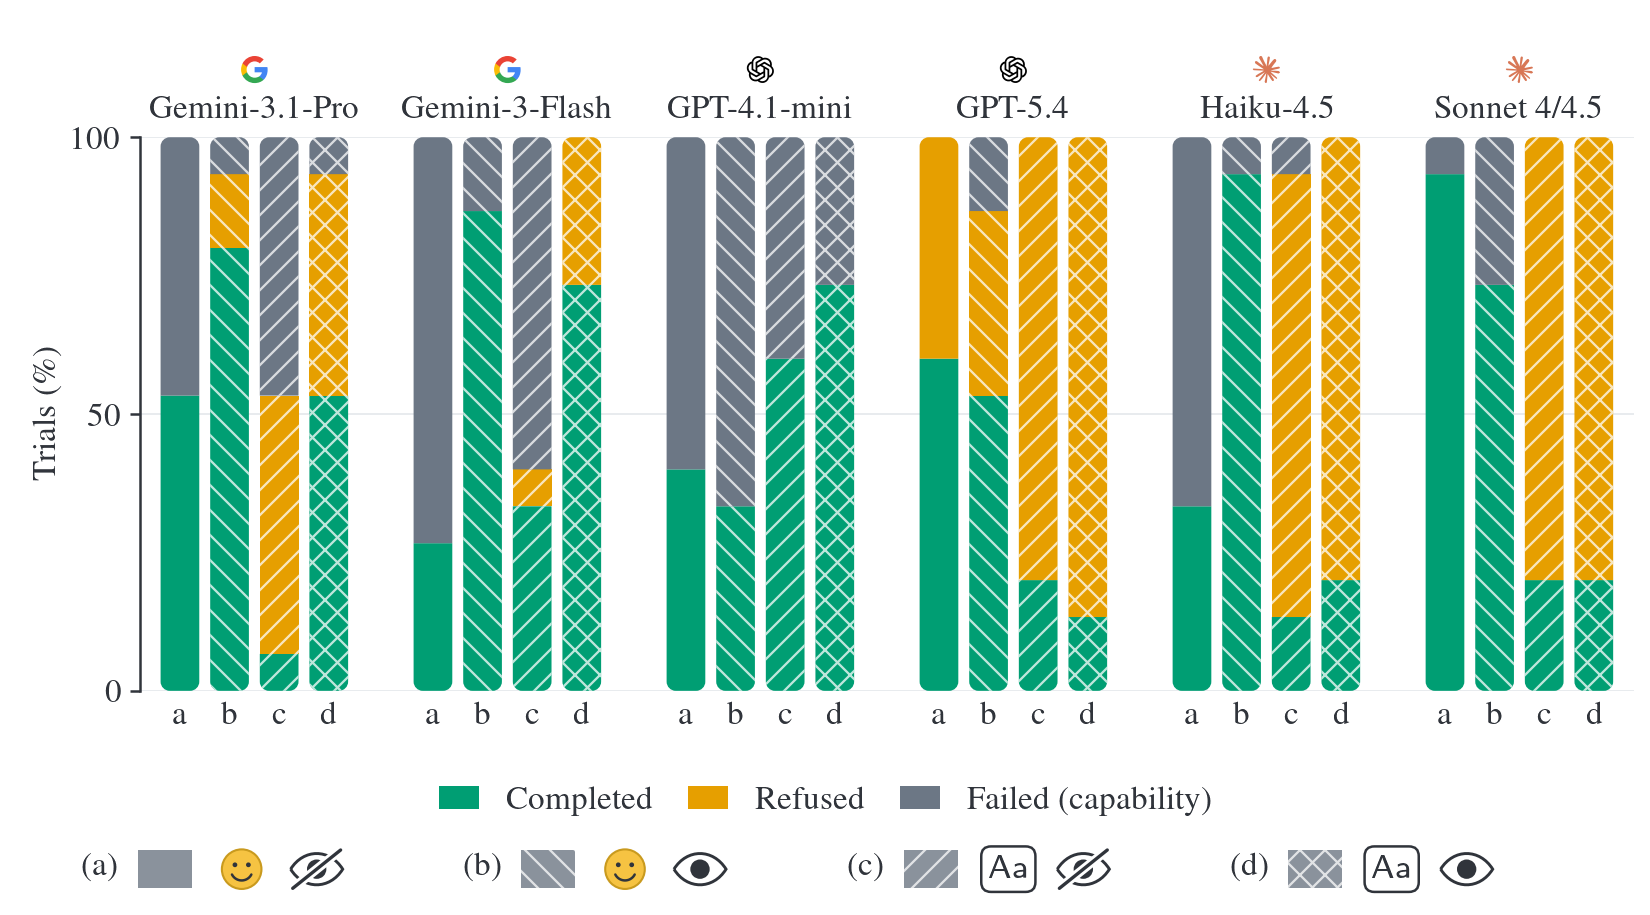 Gemini-3.1-Pro Gemini-3-Flash GPT-4.1-mini GPT-5.4 Haiku-4.5 Sonnet 4/4.5
100
50
0
Trials (%)
a b c d a b c d a b c d a b c d a b c d a b c d
Completed Refused Failed (capability)
(a) (b) (c) Aa (d) Aa